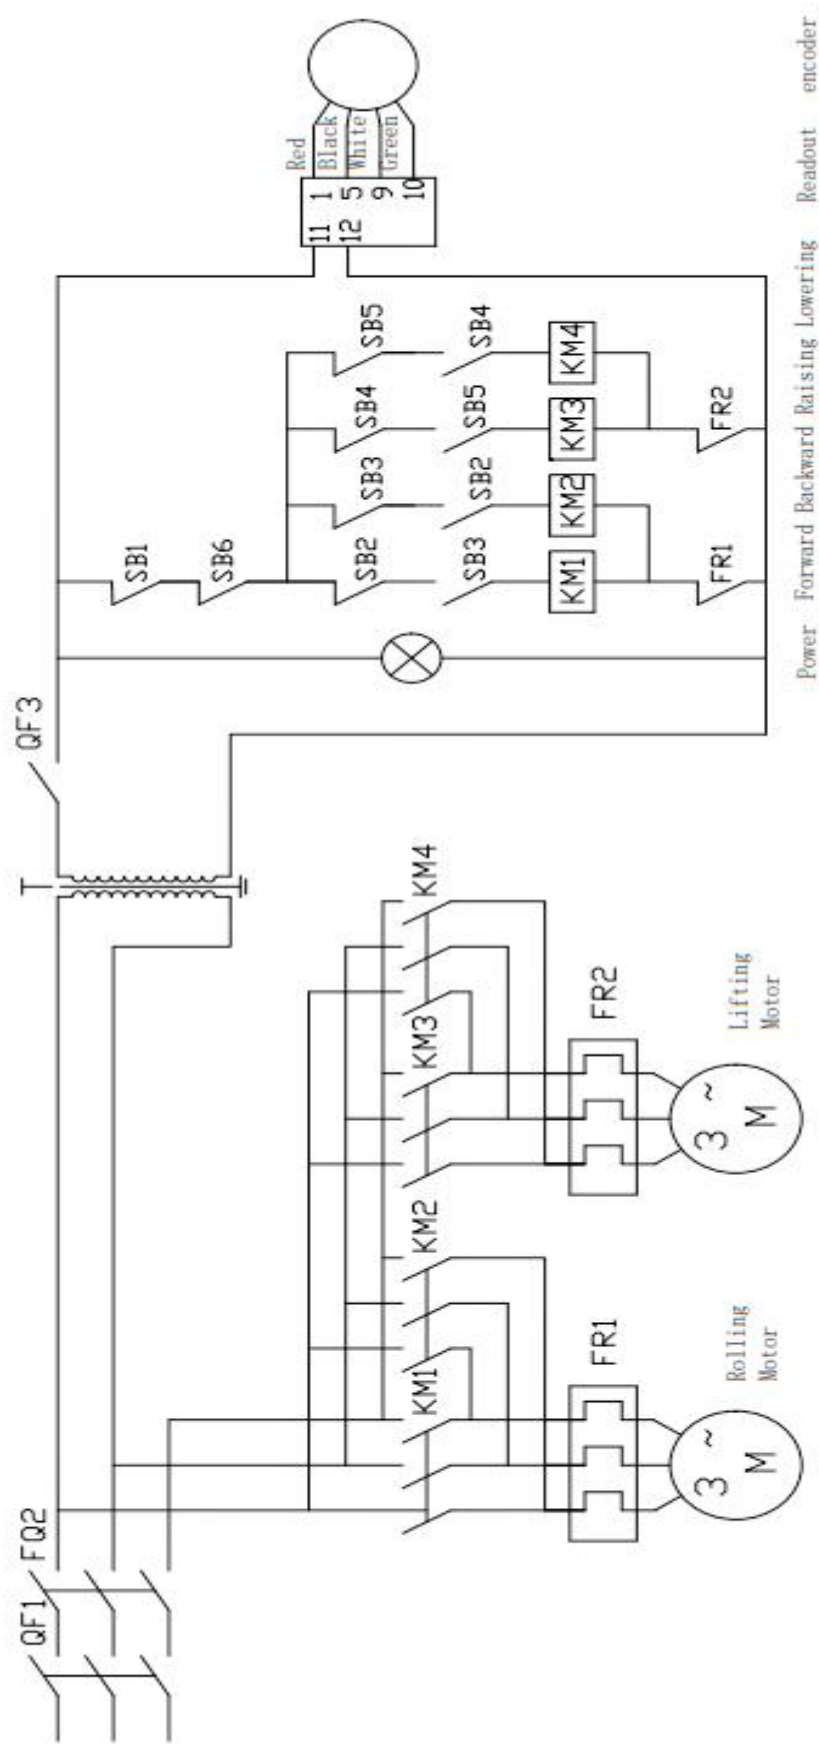 QF1
FQ2
QF3
KM1
KM2
KM3
KM4
FR1
FR2
3 ~
M
3 ~
M
Rolling
Motor
Lifting
Motor
SB1
SB6
SB2
SB3
SB4
SB5
SB3
SB2
SB5
SB4
KM1
KM2
KM3
KM4
FR1
FR2
11
12
1
5
9
10
Red
Black
White
Green
Power Forward Backward Raising Lowering Readout encoder